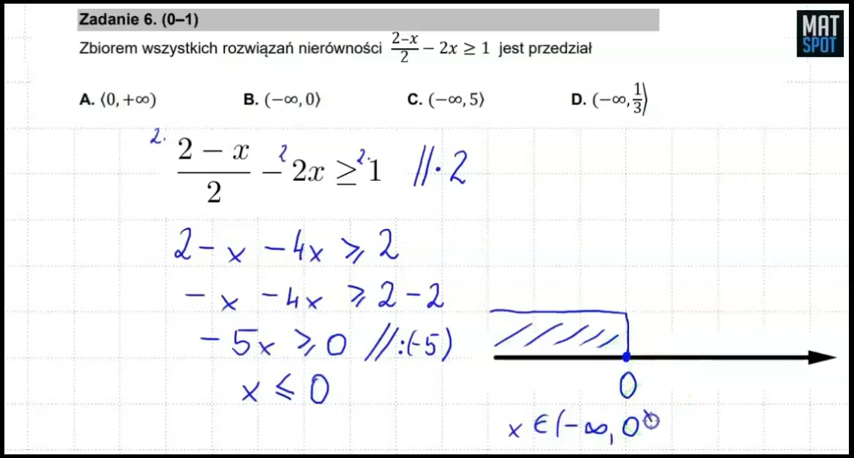 Zadanie 6. (0–1)
MAT
SPOT
Zbiorem wszystkich rozwiązań nierówności (2−x)/2 − 2x ≥ 1 jest przedział
A. ⟨0, +∞) B. (−∞, 0⟩ C. (−∞, 5⟩ D. (−∞, 1/3⟩
2· (2 − x)/2 − 2 2x ≥ 2· 1 //·2
2 - x - 4x ≥ 2
- x - 4x ≥ 2 - 2
- 5x ≥ 0 //:(-5)
x ≤ 0
0
x ∈ (-∞, 0